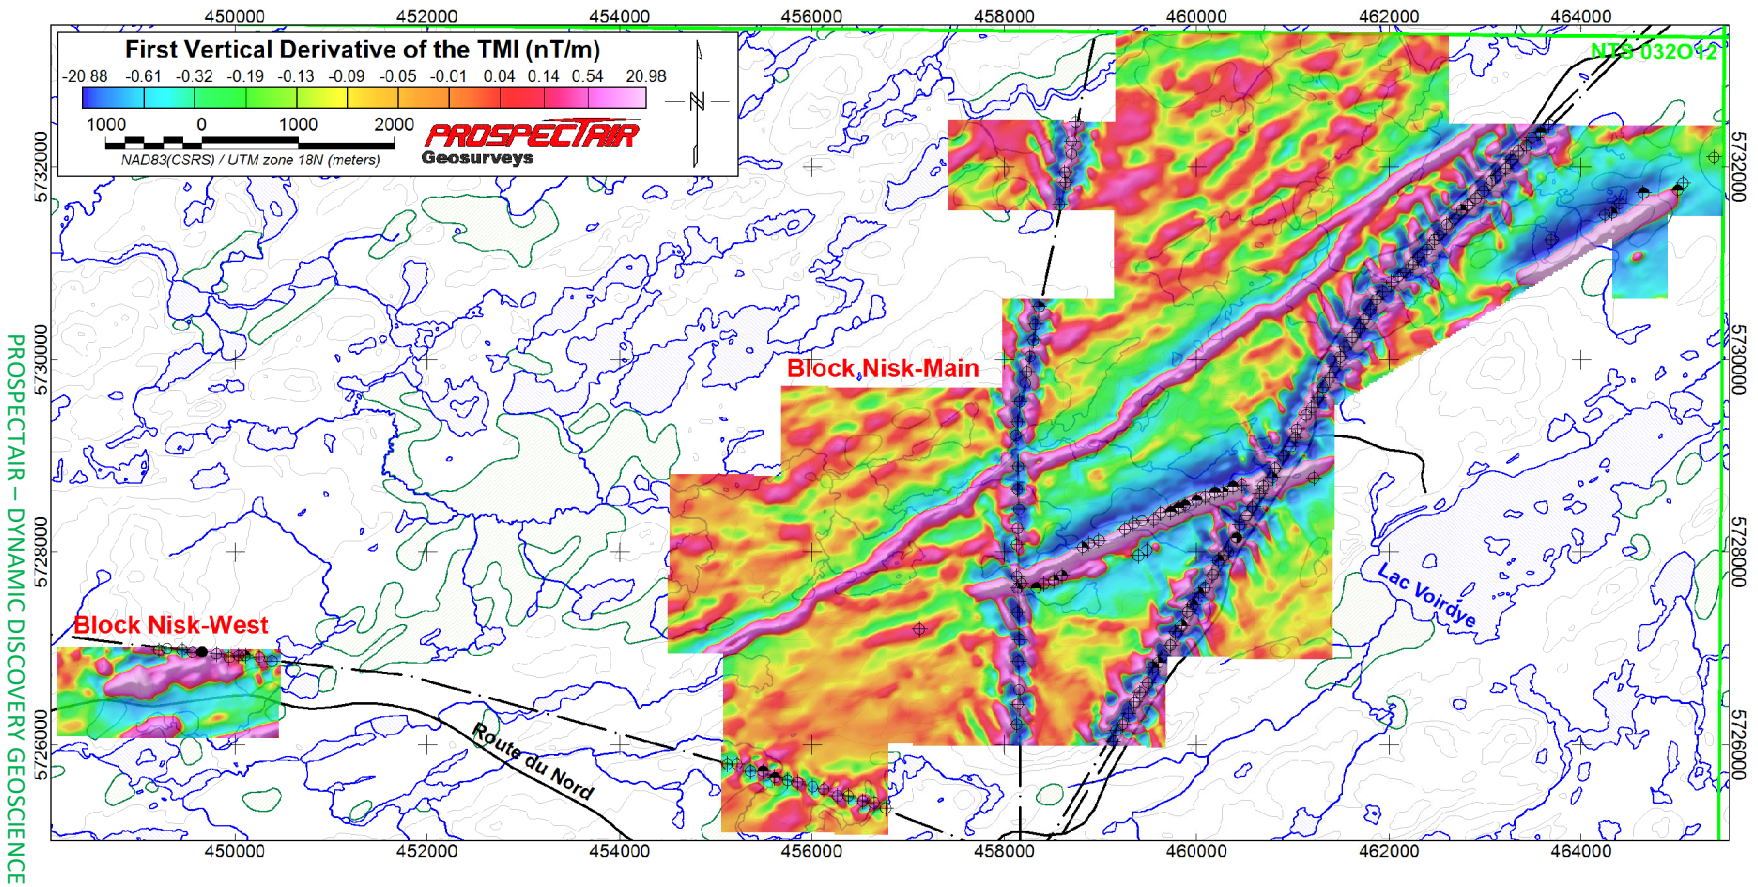 450000 452000 454000 456000 458000 460000 462000 464000
First Vertical Derivative of the TMI (nT/m)
-20.88 -0.61 -0.32 -0.19 -0.13 -0.09 -0.05 -0.01 0.04 0.14 0.54 20.98
1000 0 1000 2000
NAD83(CSRS) / UTM zone 18N (meters)
PROSPECTAIR
Geosurveys
N
NTS 032O12
5732000 5732000
5730000 5730000
5728000 5728000
5726000 5726000
Block Nisk-Main
Block Nisk-West
Lac Voirdye
Route du Nord
450000 452000 454000 456000 458000 460000 462000 464000
PROSPECTAIR – DYNAMIC DISCOVERY GEOSCIENCE